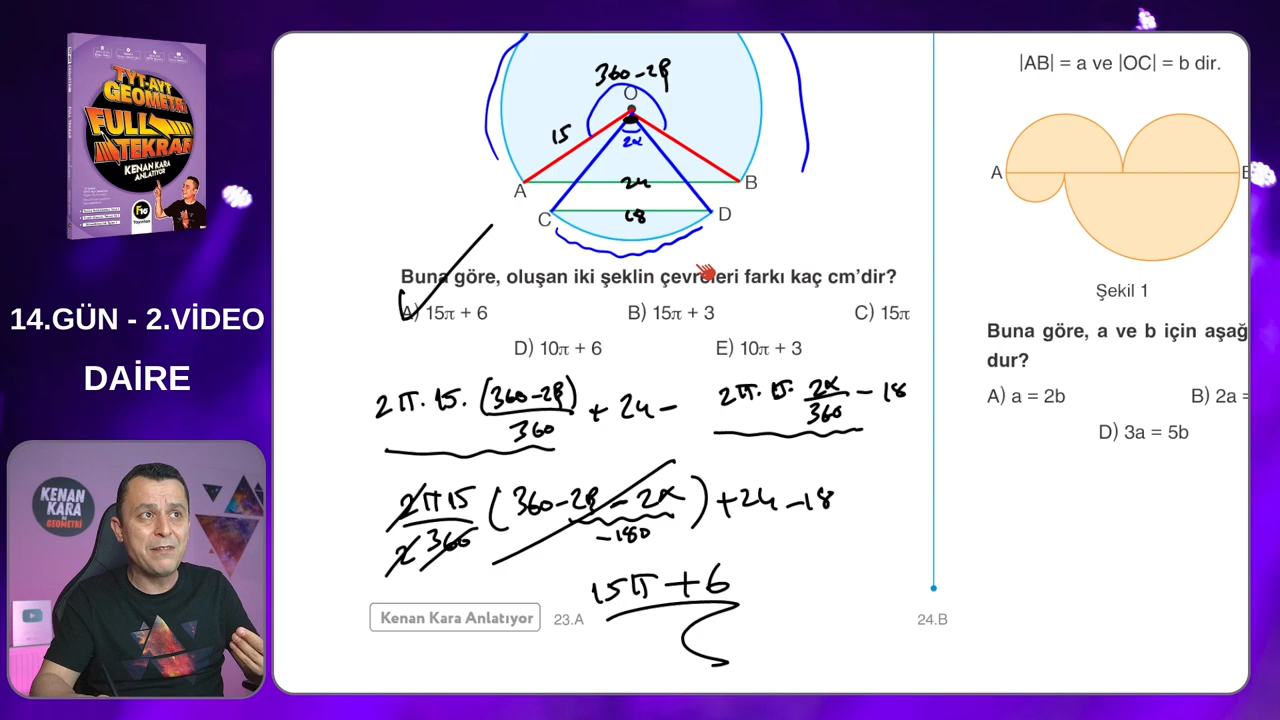 TYT-AYT
GEOMETRİ
FULL
TEKRAR
KENAN KARA
ANLATIYOR
14.GÜN - 2.VİDEO
DAİRE
KENAN
KARA
GEOMETRİ
360-2β
O
15
2α
A
24
B
C
18
D
Buna göre, oluşan iki şeklin çevreleri farkı kaç cm'dir?
A) 15π + 6
B) 15π + 3
C) 15π
D) 10π + 6
E) 10π + 3
2π.15.(360-2β)/360 + 24 - 2π.15.2α/360 - 18
2π15/360 (360-2β-2α) + 24 - 18
2
-180
15π + 6
Kenan Kara Anlatıyor
23.A
24.B
|AB| = a ve |OC| = b dir.
A
Şekil 1
Buna göre, a ve b için aşağ
dur?
A) a = 2b
B) 2a =
D) 3a = 5b